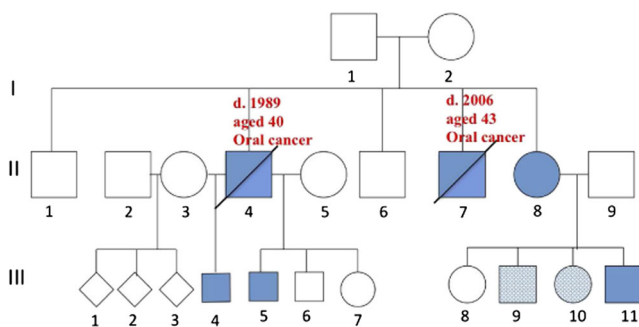 1 2
I
d. 1989
aged 40
Oral cancer
d. 2006
aged 43
Oral cancer
II
1 2 3 4 5 6 7 8 9
III
1 2 3 4 5 6 7 8 9 10 11